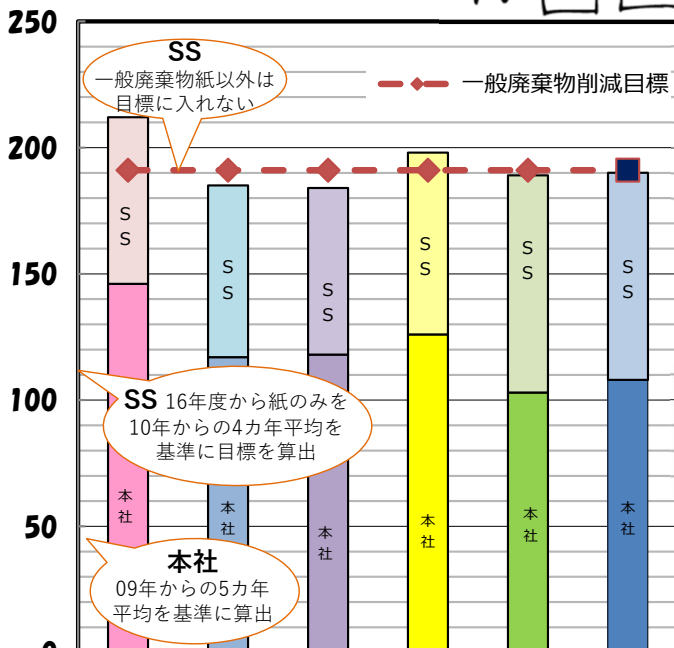 250
SS
一般廃棄物紙以外は
目標に入れない
一般廃棄物削減目標
200
SS
SS
SS
SS
SS
SS
150
100
SS 16年度から紙のみを
10年からの4カ年平均を
基準に目標を算出
50
本社
本社
本社
本社
本社
本社
本社
09年からの5カ年
平均を基準に算出
0